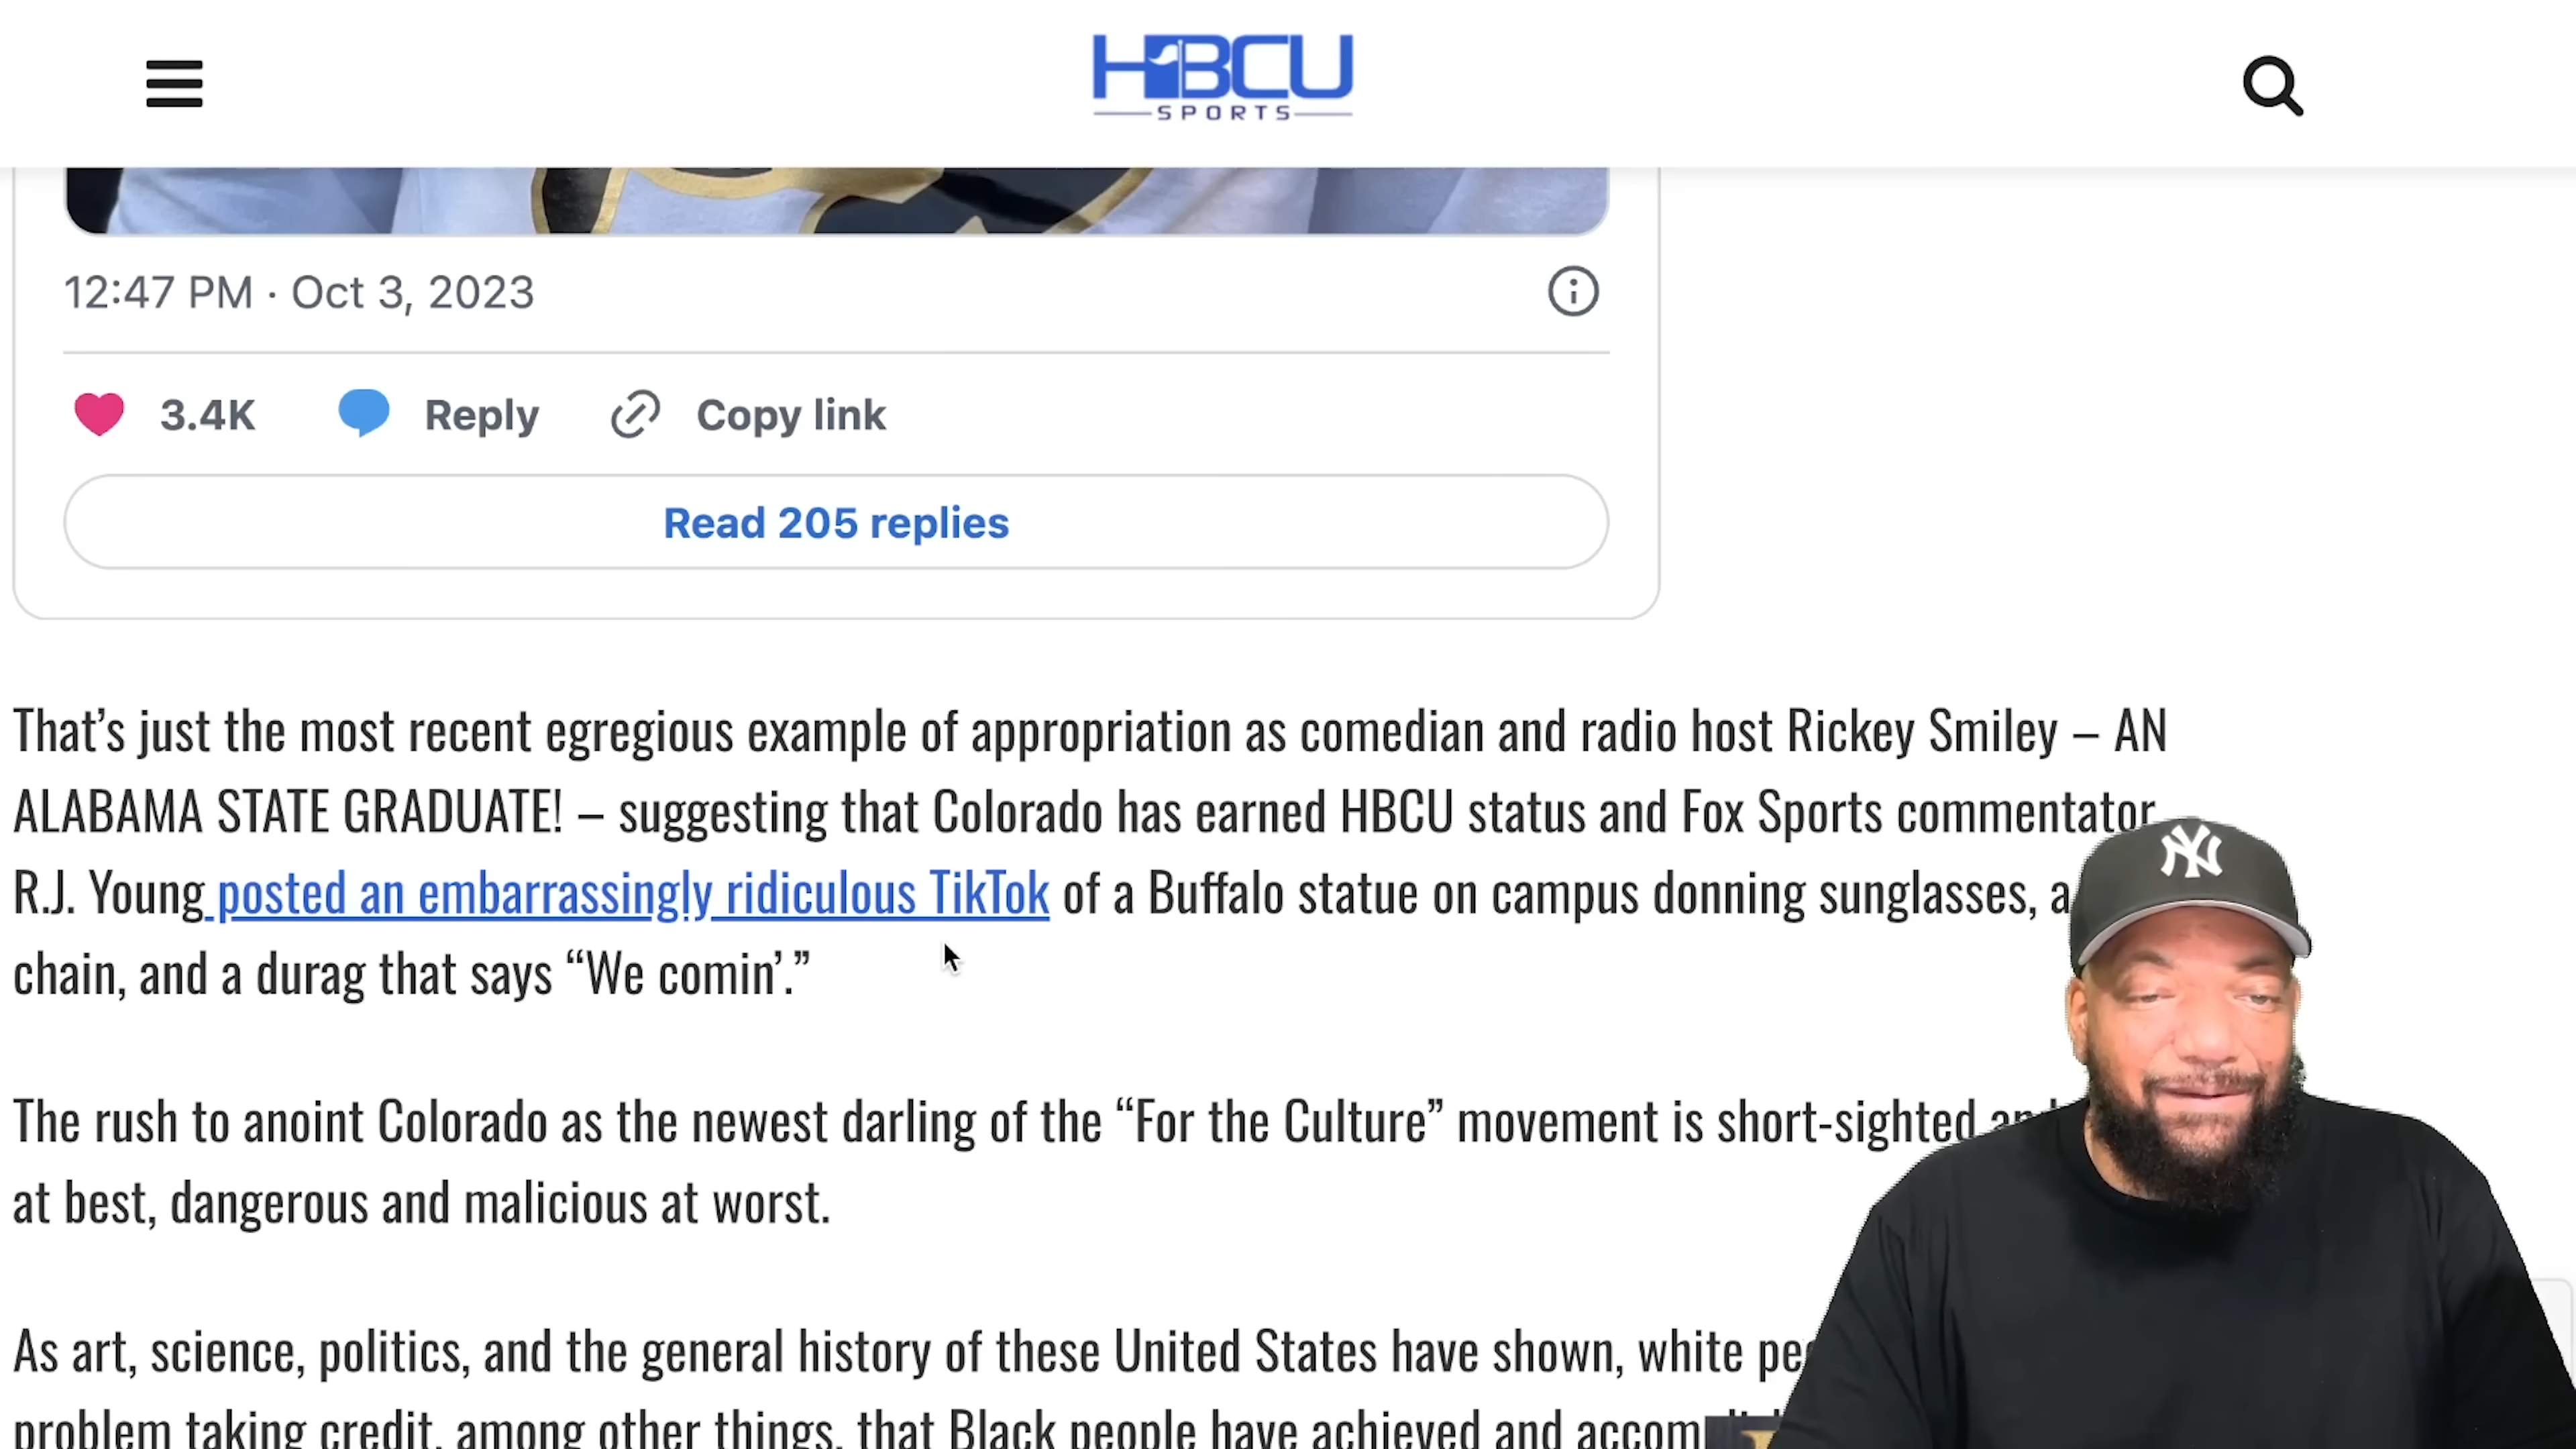 HBCU
SPORTS
12:47 PM · Oct 3, 2023
3.4K Reply Copy link
Read 205 replies
That’s just the most recent egregious example of appropriation as comedian and radio host Rickey Smiley – AN
ALABAMA STATE GRADUATE! – suggesting that Colorado has earned HBCU status and Fox Sports commentator
R.J. Young posted an embarrassingly ridiculous TikTok of a Buffalo statue on campus donning sunglasses, a
chain, and a durag that says “We comin’.”
NY
The rush to anoint Colorado as the newest darling of the “For the Culture” movement is short-sighted and
at best, dangerous and malicious at worst.
As art, science, politics, and the general history of these United States have shown, white
problem taking credit, among other things, that Black people have achieved and